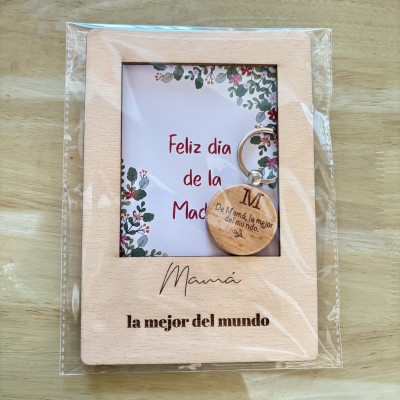 Feliz dia
de la
Mad
M
De Mamá, la mejor
del mundo.
Mamá
la mejor del mundo